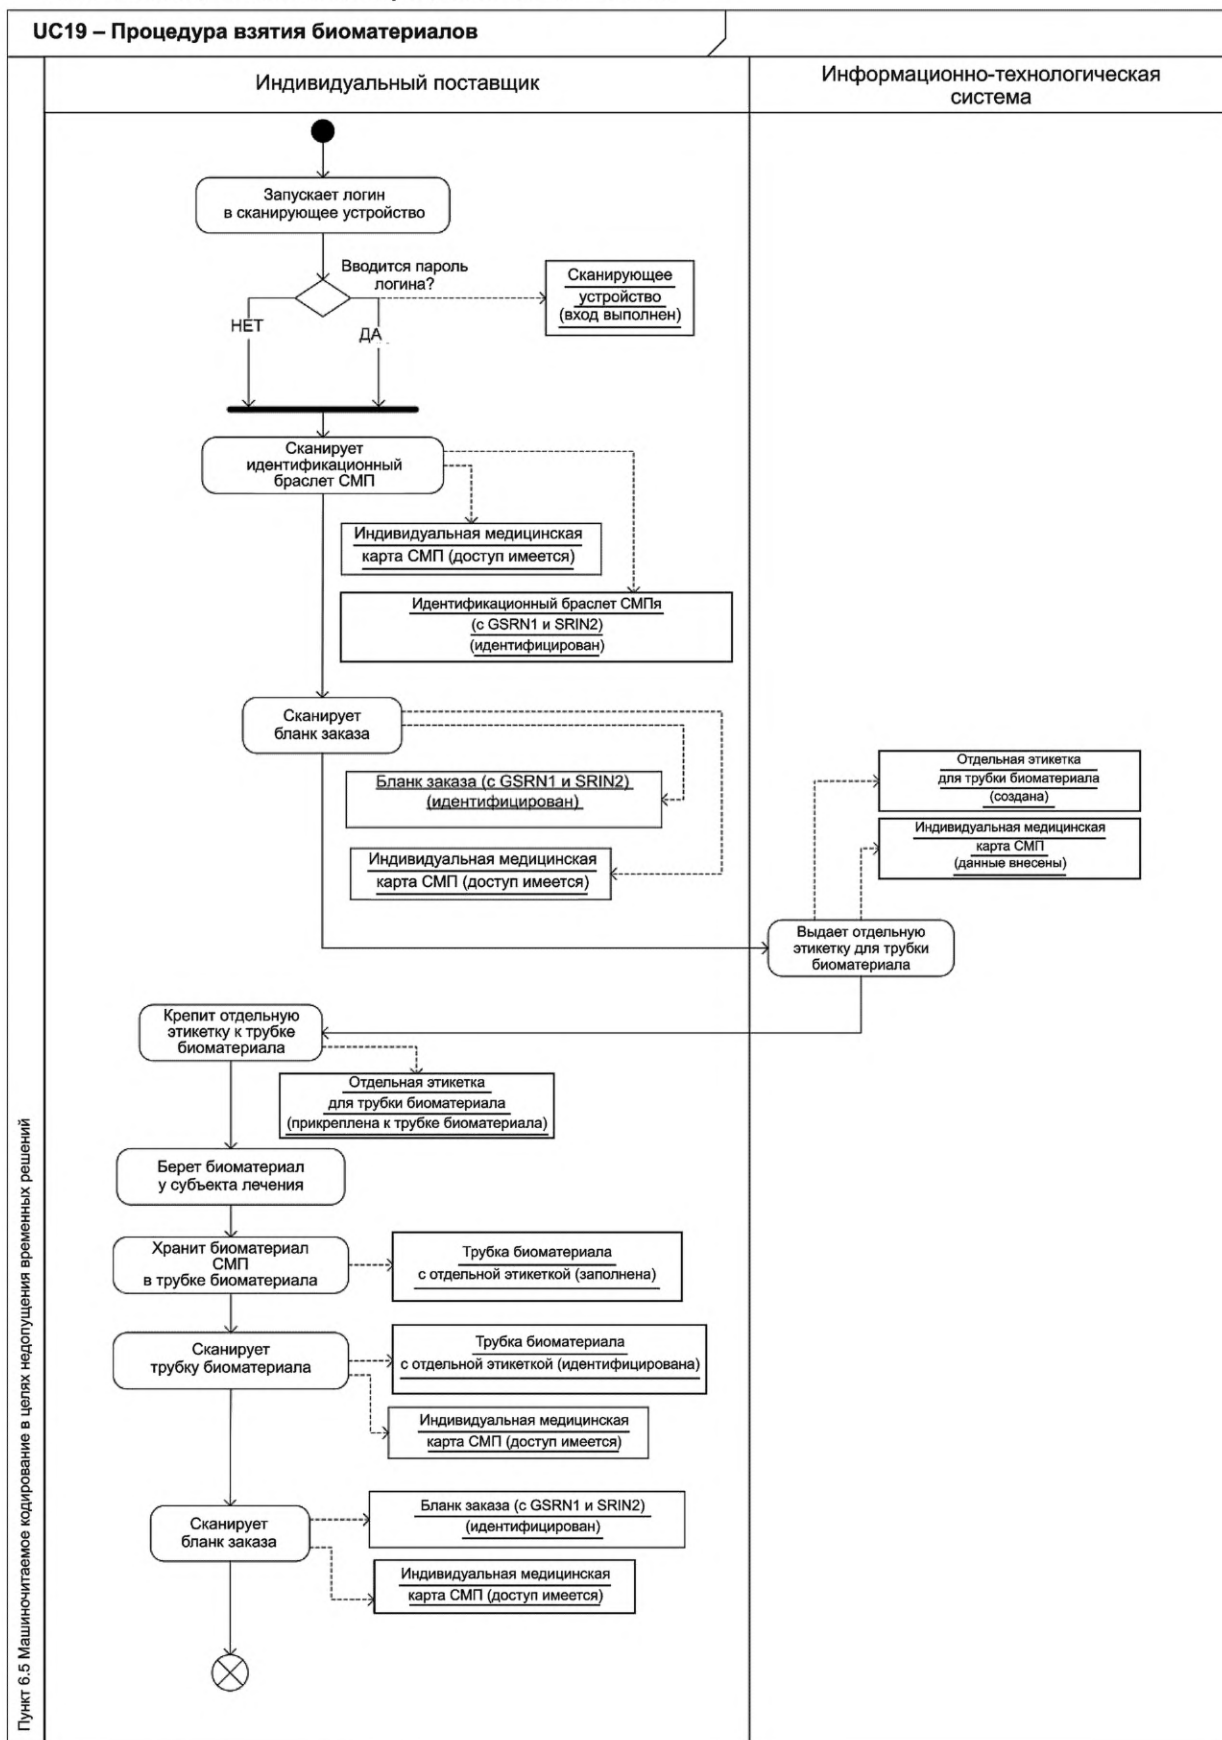 UC19 – Процедура взятия биоматериалов
Индивидуальный поставщик
Информационно-технологическая
система
Запускает логин
в сканирующее устройство
Вводится пароль
логина?
Сканирующее
устройство
(вход выполнен)
НЕТ
ДА
Сканирует
идентификационный
браслет СМП
Индивидуальная медицинская
карта СМП (доступ имеется)
Идентификационный браслет СМПя
(с GSRN1 и SRIN2)
(идентифицирован)
Сканирует
бланк заказа
Бланк заказа (с GSRN1 и SRIN2)
(идентифицирован)
Индивидуальная медицинская
карта СМП (доступ имеется)
Отдельная этикетка
для трубки биоматериала
(создана)
Индивидуальная медицинская
карта СМП
(данные внесены)
Выдает отдельную
этикетку для трубки
биоматериала
Крепит отдельную
этикетку к трубке
биоматериала
Отдельная этикетка
для трубки биоматериала
(прикреплена к трубке биоматериала)
Берет биоматериал
у субъекта лечения
Хранит биоматериал
СМП
в трубке биоматериала
Трубка биоматериала
с отдельной этикеткой (заполнена)
Сканирует
трубку биоматериала
Трубка биоматериала
с отдельной этикеткой (идентифицирована)
Индивидуальная медицинская
карта СМП (доступ имеется)
Сканирует
бланк заказа
Бланк заказа (с GSRN1 и SRIN2)
(идентифицирован)
Индивидуальная медицинская
карта СМП (доступ имеется)
Пункт 6.5 Машиночитаемое кодирование в целях недопущения временных решений